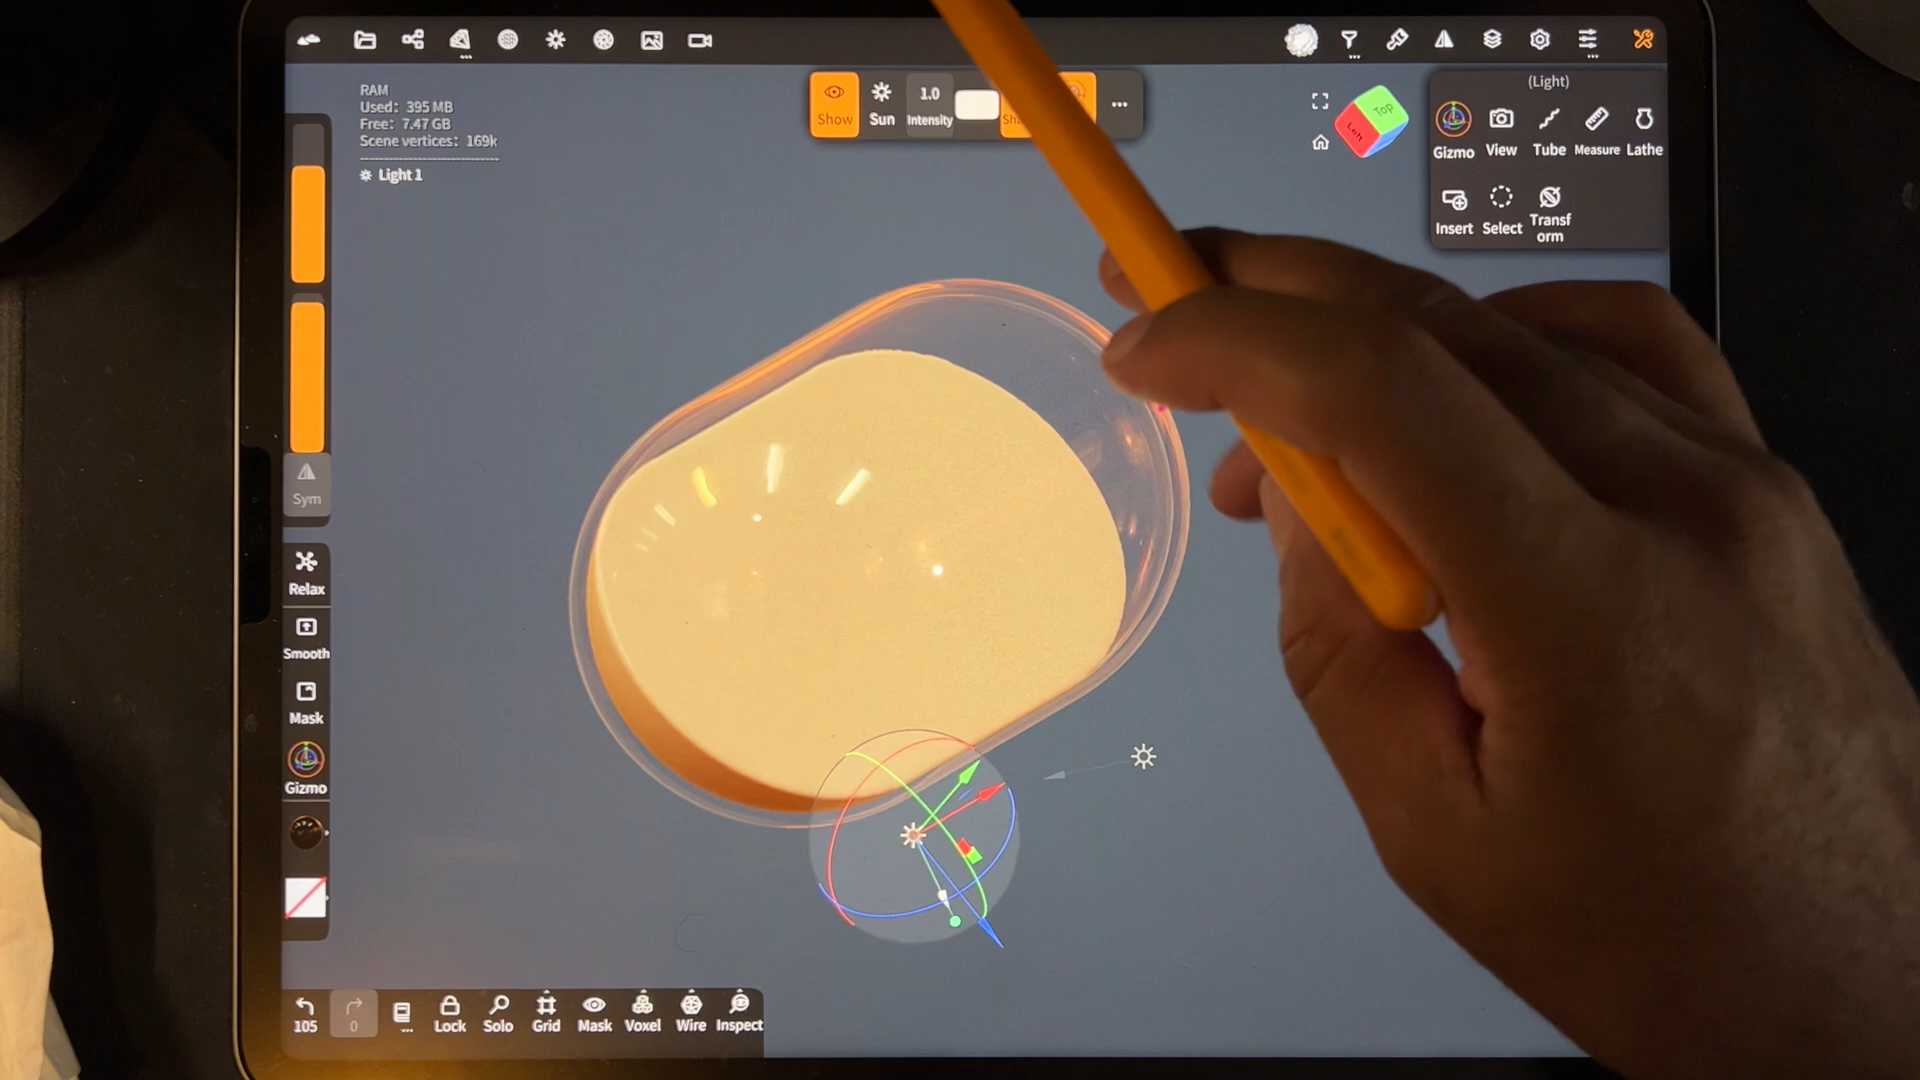 RAM
Used: 395 MB
Free: 7.47 GB
Scene vertices: 169k
Light 1
Show
Sun
1.0
Intensity
(Light)
Gizmo
View
Tube
Measure
Lathe
Insert
Select
Transf
orm
Top
Left
Sym
Relax
Smooth
Mask
Gizmo
105
0
Lock
Solo
Grid
Mask
Voxel
Wire
Inspect